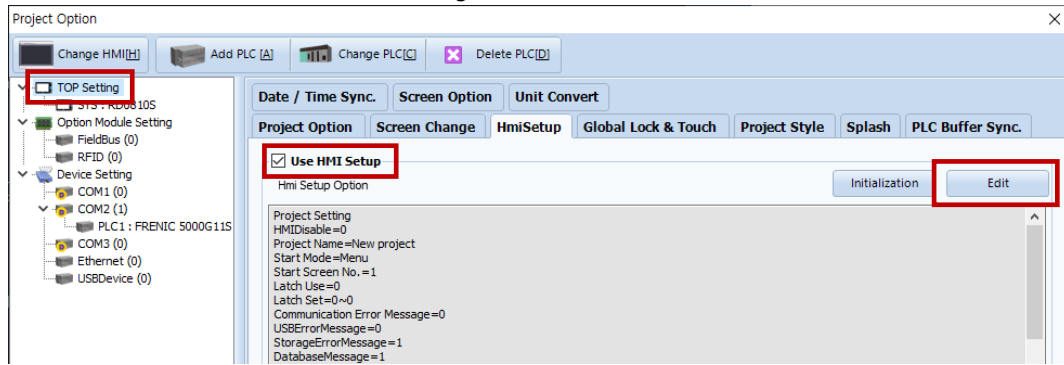 Project Option
Change HMI[H]
Add PLC [A]
Change PLC[C]
Delete PLC[D]
TOP Setting
SYS : RD0810S
Option Module Setting
FieldBus (0)
RFID (0)
Device Setting
COM1 (0)
COM2 (1)
PLC1 : FRENIC 5000G11S
COM3 (0)
Ethernet (0)
USBDevice (0)
Date / Time Sync.
Screen Option
Unit Convert
Project Option
Screen Change
HmiSetup
Global Lock & Touch
Project Style
Splash
PLC Buffer Sync.
Use HMI Setup
Hmi Setup Option
Initialization
Edit
Project Setting
HMIDisable=0
Project Name=New project
Start Mode=Menu
Start Screen No.=1
Latch Use=0
Latch Set=0~0
Communication Error Message=0
USBErrorMessage=0
StorageErrorMessage=1
DatabaseMessage=1